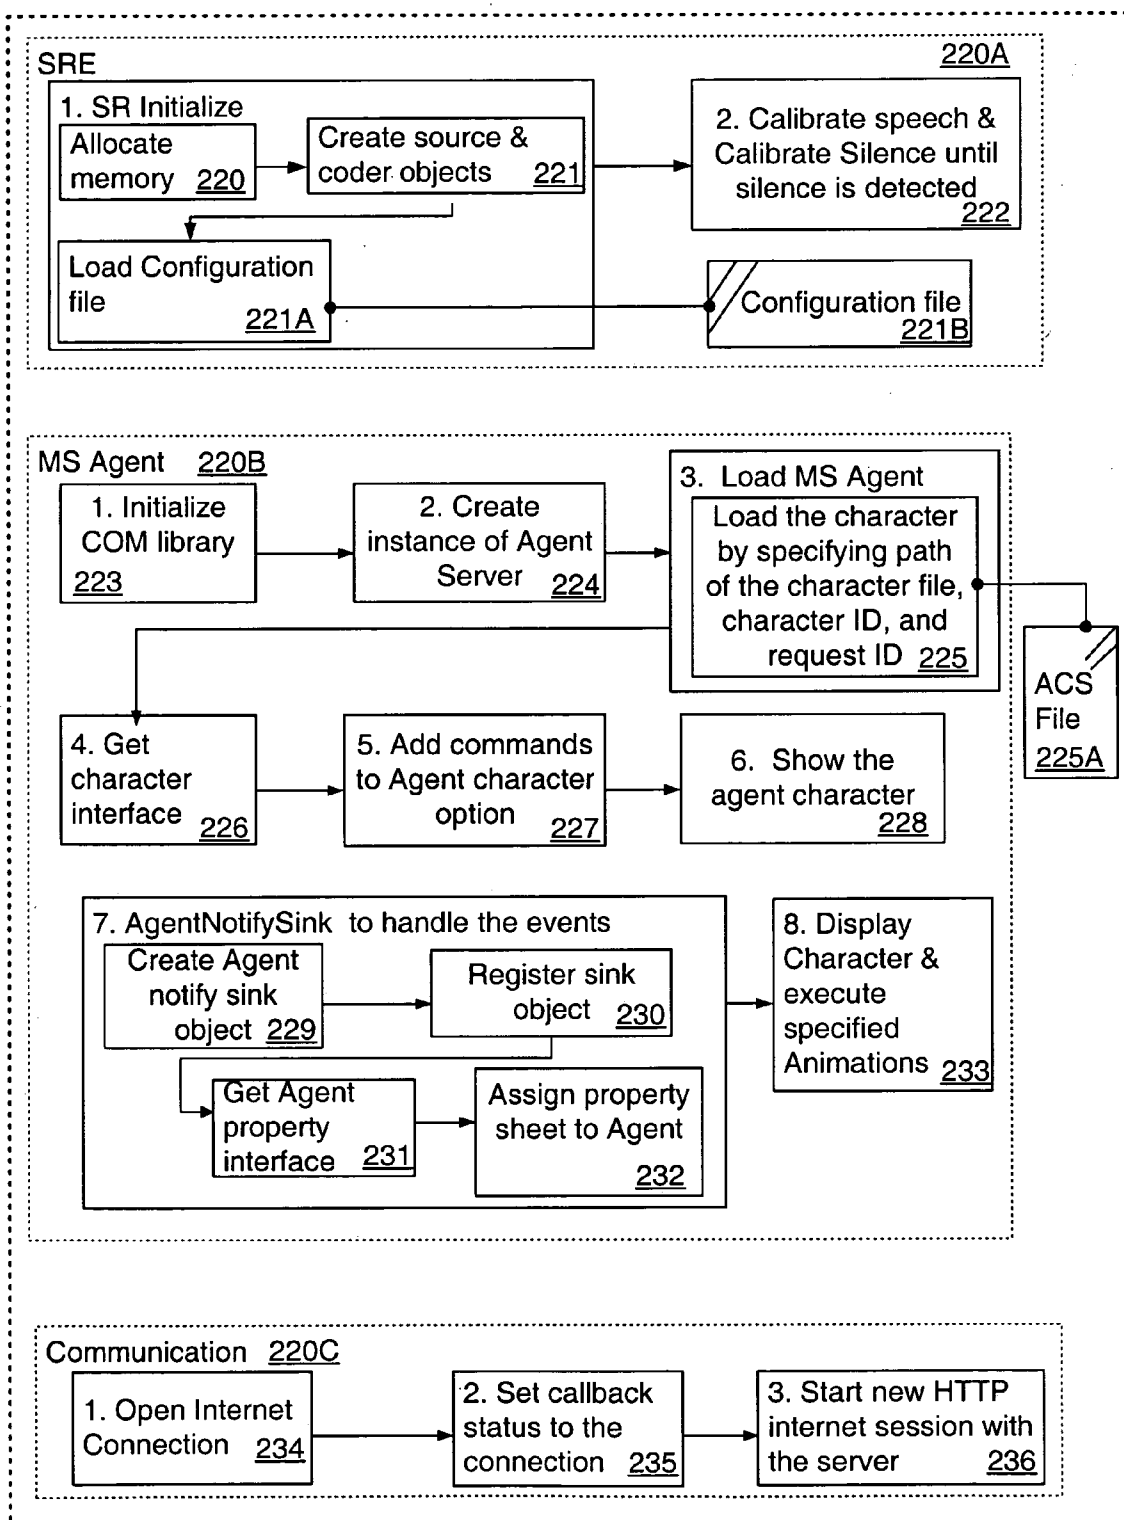 SRE
220A
1. SR Initialize
Allocate
memory 220
Create source &
coder objects 221
2. Calibrate speech &
Calibrate Silence until
silence is detected
222
Load Configuration
file
221A
Configuration file
221B
MS Agent 220B
1. Initialize
COM library
223
2. Create
instance of Agent
Server 224
3. Load MS Agent
Load the character
by specifying path
of the character file,
character ID, and
request ID 225
ACS
File
225A
4. Get
character
interface 226
5. Add commands
to Agent character
option 227
6. Show the
agent character
228
7. AgentNotifySink to handle the events
Create Agent
notify sink
object 229
Register sink
object 230
Get Agent
property
interface 231
Assign property
sheet to Agent
232
8. Display
Character &
execute
specified
Animations 233
Communication 220C
1. Open Internet
Connection 234
2. Set callback
status to the
connection 235
3. Start new HTTP
internet session with
the server 236